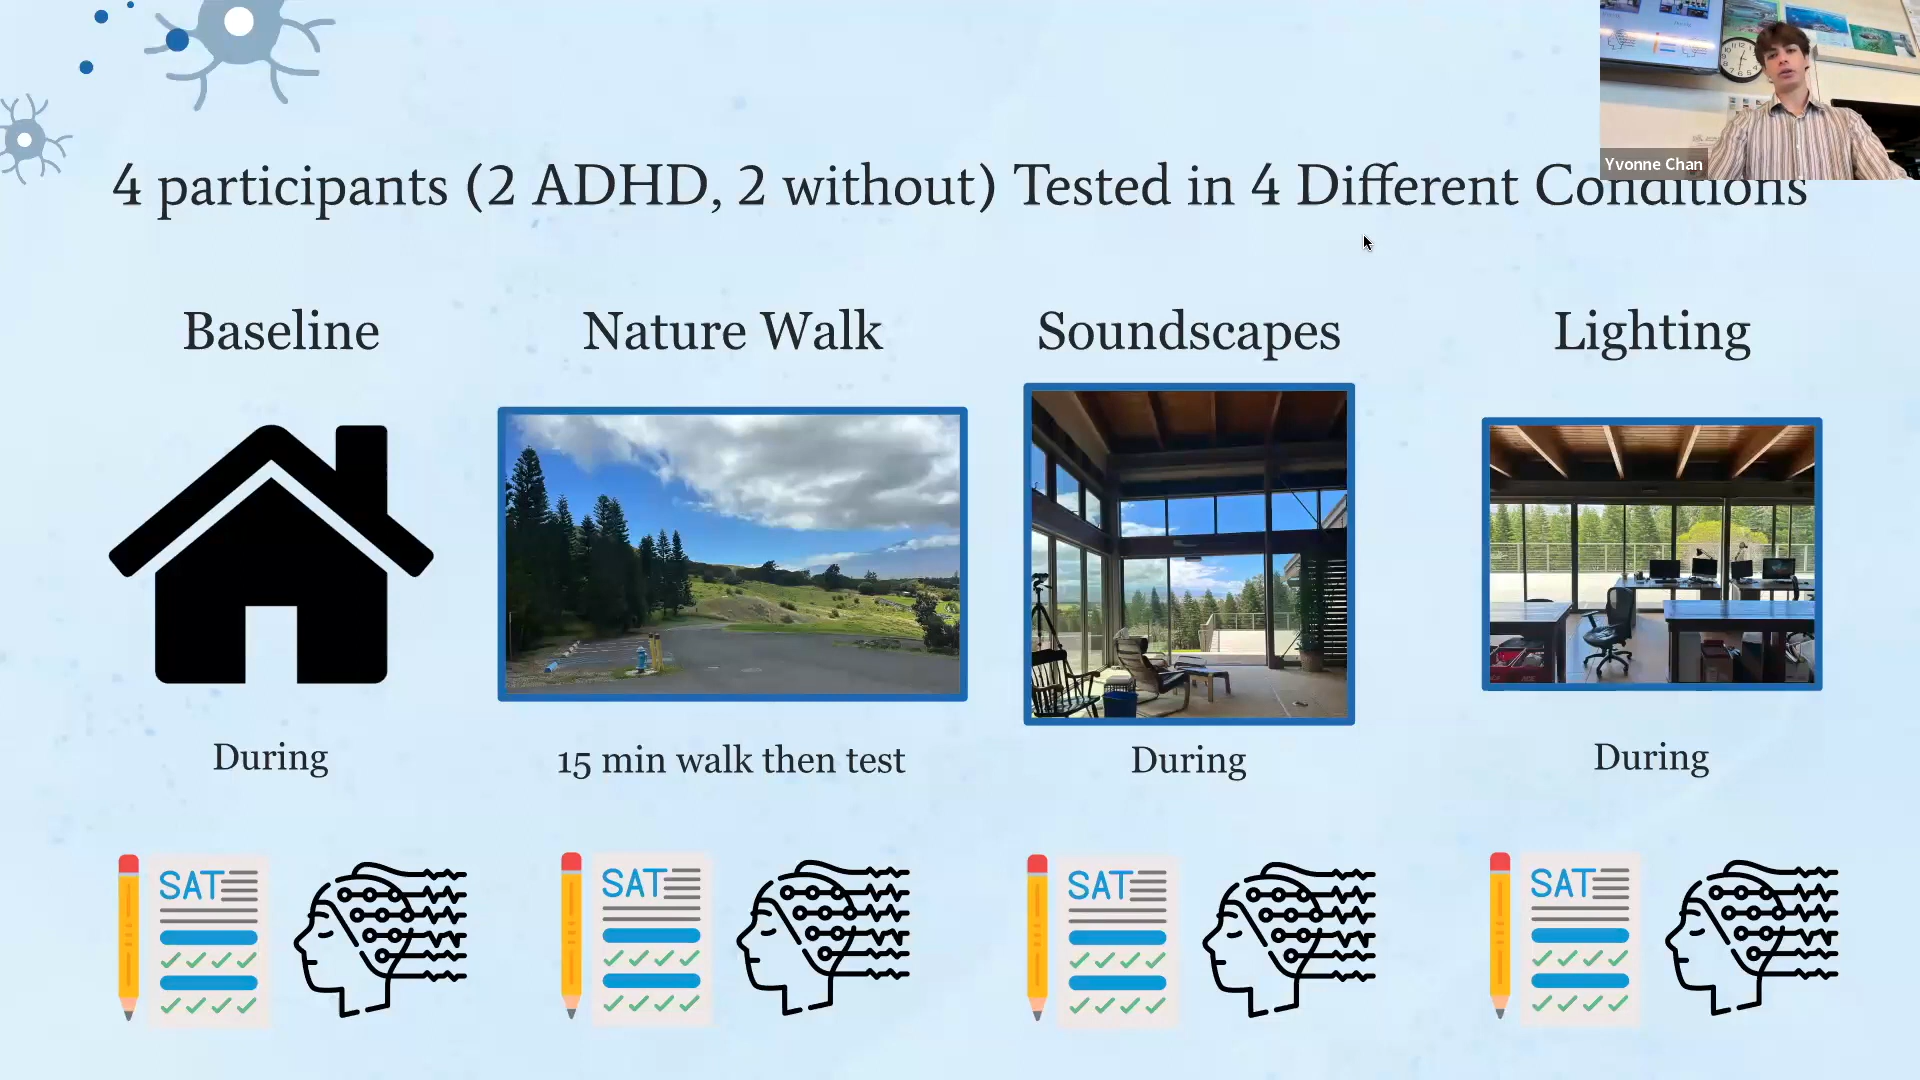 Yvonne Chan
4 participants (2 ADHD, 2 without) Tested in 4 Different Conditions
Baseline
Nature Walk
Soundscapes
Lighting
During
15 min walk then test
During
During
SAT
SAT
SAT
SAT